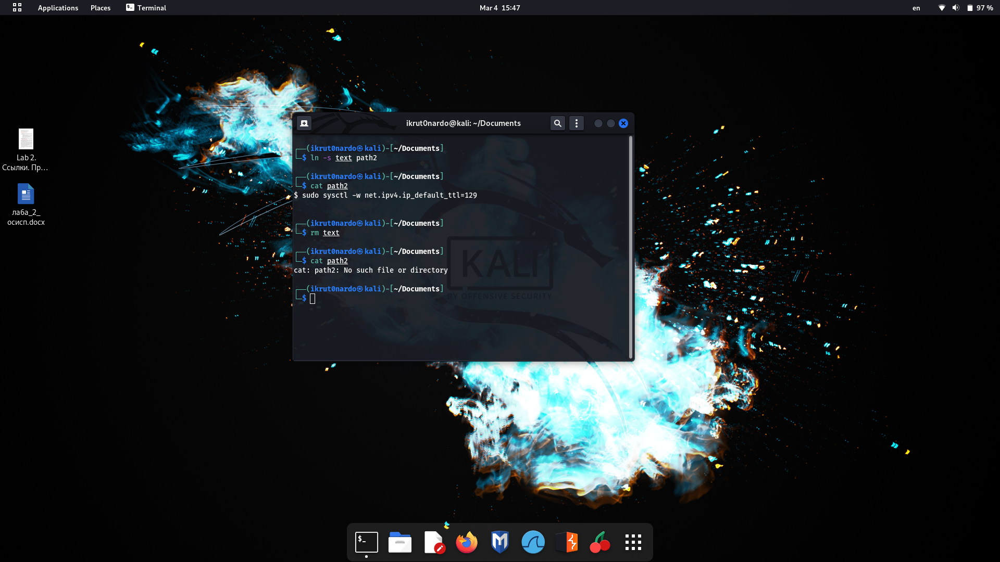 Applications Places Terminal Mar 4 15:47 en 97 %
ikrut0nardo@kali: ~/Documents
┌──(ikrut0nardo㉿kali)-[~/Documents]
└─$ ln -s text path2
┌──(ikrut0nardo㉿kali)-[~/Documents]
└─$ cat path2
$ sudo sysctl -w net.ipv4.ip_default_ttl=129
┌──(ikrut0nardo㉿kali)-[~/Documents]
└─$ rm text
┌──(ikrut0nardo㉿kali)-[~/Documents]
└─$ cat path2
cat: path2: No such file or directory
┌──(ikrut0nardo㉿kali)-[~/Documents]
└─$
KALI
BY OFFENSIVE SECURITY
Lab 2.
Ссылки. Пр…
лаба_2_
осисп.docx
$_